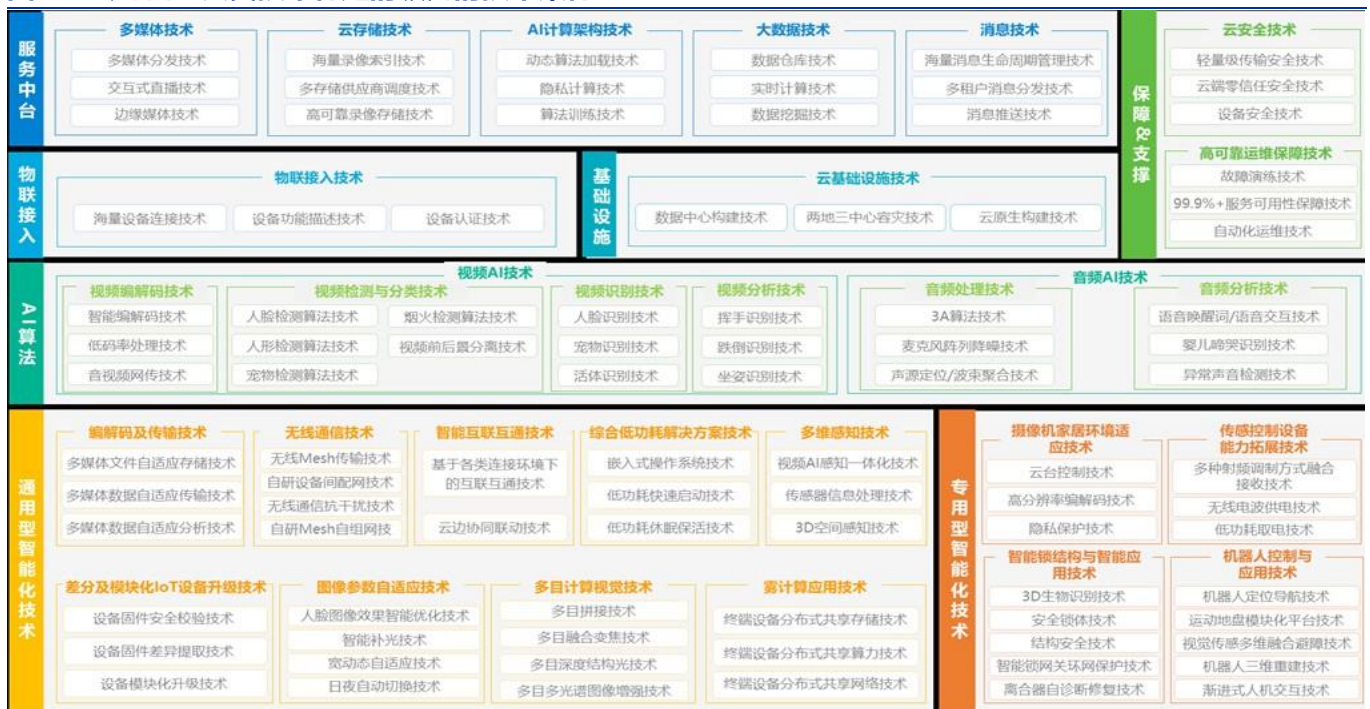 服务中台
多媒体技术
多媒体分发技术
交互式直播技术
边缘媒体技术
云存储技术
海量录像索引技术
多存储供应商调度技术
高可靠录像存储技术
AI计算架构技术
动态算法加载技术
隐私计算技术
算法训练技术
大数据技术
数据仓库技术
实时计算技术
数据挖掘技术
消息技术
海量消息生命周期管理技术
多租户消息分发技术
消息推送技术
保障&支撑
云安全技术
轻量级传输安全技术
云端零信任安全技术
设备安全技术
高可靠运维保障技术
故障演练技术
99.9%+服务可用性保障技术
自动化运维技术
物联接入
物联接入技术
海量设备连接技术
设备功能描述技术
设备认证技术
基础设施
云基础设施技术
数据中心构建技术
两地三中心容灾技术
云原生构建技术
AI算法
视频AI技术
视频编解码技术
智能编解码技术
低码率处理技术
音视频网传技术
视频检测与分类技术
人脸检测算法技术
烟火检测算法技术
人形检测算法技术
视频前后景分离技术
宠物检测算法技术
视频识别技术
人脸识别技术
宠物识别技术
活体识别技术
视频分析技术
挥手识别技术
跌倒识别技术
坐姿识别技术
音频AI技术
音频处理技术
3A算法技术
麦克风阵列降噪技术
声源定位/波束聚合技术
音频分析技术
语音唤醒词/语音交互技术
婴儿啼哭识别技术
异常声音检测技术
通用型智能化技术
编解码及传输技术
多媒体文件自适应存储技术
多媒体数据自适应传输技术
多媒体数据自适应分析技术
无线通信技术
无线Mesh传输技术
自研设备间配网技术
无线通信抗干扰技术
自研Mesh自组网技
智能互联互通技术
基于各类连接环境下
的互联互通技术
云边协同联动技术
综合低功耗解决方案技术
嵌入式操作系统技术
低功耗快速启动技术
低功耗休眠保活技术
多维感知技术
视频AI感知一体化技术
传感器信息处理技术
3D空间感知技术
差分及模块化IoT设备升级技术
设备固件安全校验技术
设备固件差异提取技术
设备模块化升级技术
图像参数自适应技术
人脸图像效果智能优化技术
智能补光技术
宽动态自适应技术
日夜自动切换技术
多目计算视觉技术
多目拼接技术
多目融合变焦技术
多目深度结构光技术
多目多光谱图像增强技术
雾计算应用技术
终端设备分布式共享存储技术
终端设备分布式共享算力技术
终端设备分布式共享网络技术
专用型智能化技术
摄像机家居环境适
应技术
云台控制技术
高分辨率编解码技术
隐私保护技术
传感控制设备
能力拓展技术
多种射频调制方式融合
接收技术
无线电波供电技术
低功耗取电技术
智能锁结构与智能应
用技术
3D生物识别技术
安全锁体技术
结构安全技术
智能锁网关环网保护技术
离合器自诊断修复技术
机器人控制与
应用技术
机器人定位导航技术
运动地盘模块化平台技术
视觉传感多维融合避障技术
机器人三维重建技术
渐进式人机交互技术